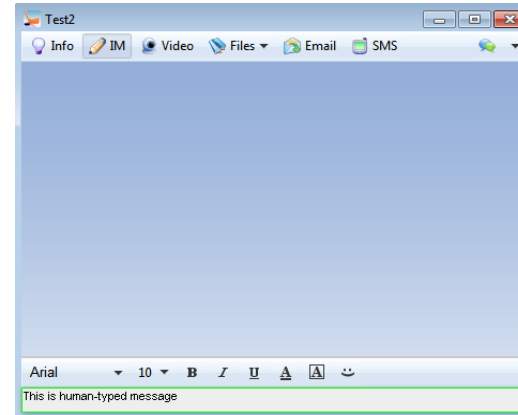 Test2
Info IM Video Files Email SMS
Arial 10 B I U A A
This is human-typed message